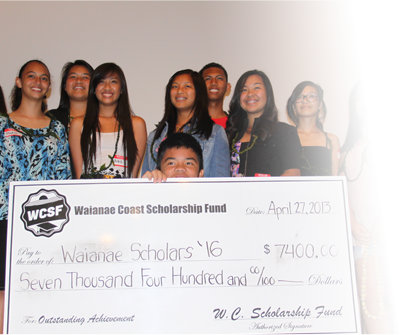 WCSF
Waianae Coast Scholarship Fund
Date: April 27, 2013
Pay to
the order of: Waianae Scholars '16 $ 7400.00
Seven Thousand Four Hundred and 00/100 Dollars
For: Outstanding Achievement
W. C. Scholarship Fund
Authorized Signature